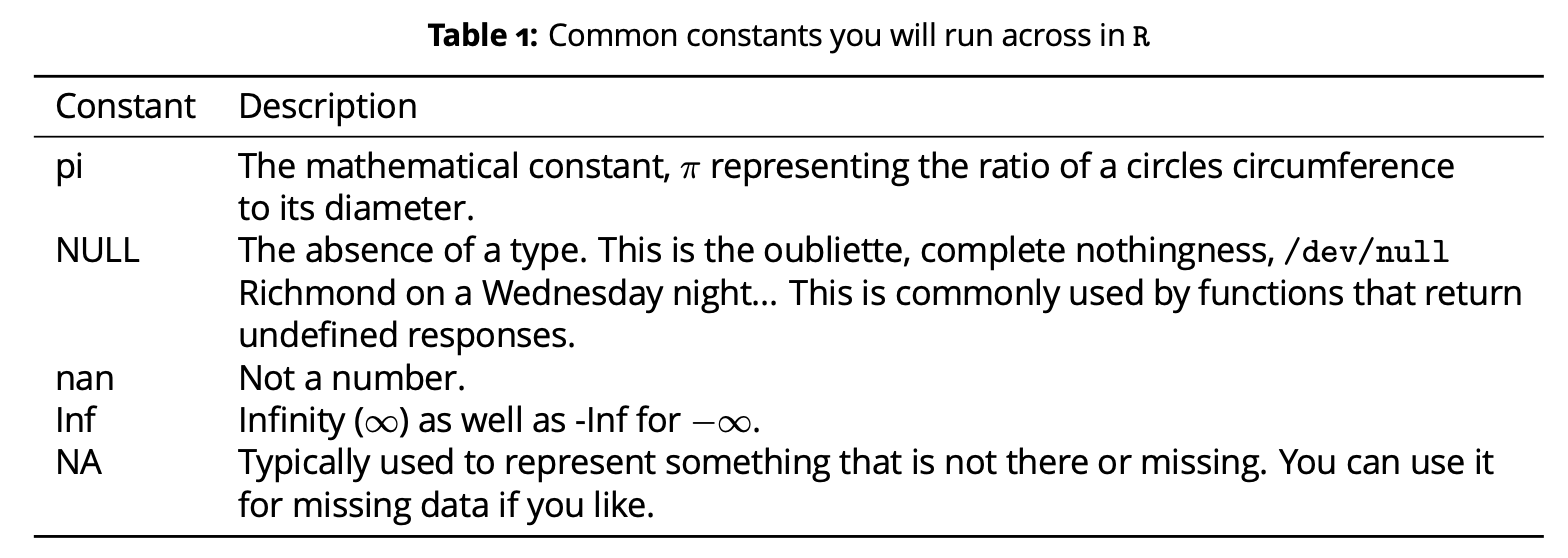 Table 1: Common constants you will run across in R
Constant Description
pi The mathematical constant, π representing the ratio of a circles circumference
to its diameter.
NULL The absence of a type. This is the oubliette, complete nothingness, /dev/null
Richmond on a Wednesday night... This is commonly used by functions that return
undefined responses.
nan Not a number.
Inf Infinity (∞) as well as -Inf for −∞.
NA Typically used to represent something that is not there or missing. You can use it
for missing data if you like.